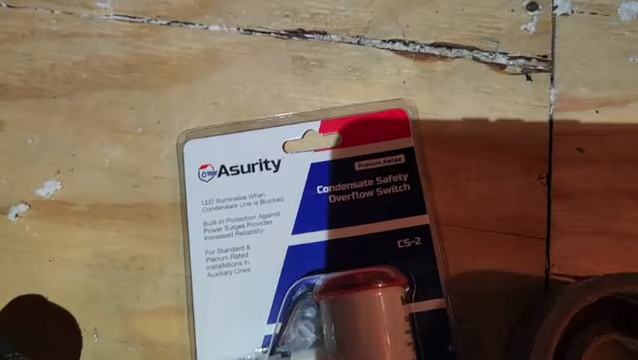 Asurity
Plenum Rated
Condensate Safety
Overflow Switch
LED Illuminates When
Condensate Line is Blocked
Built-In Protection Against
Power Surges Provides
Increased Reliability
For Standard &
Plenum Rated
Installations in
Auxiliary Lines
CS-2